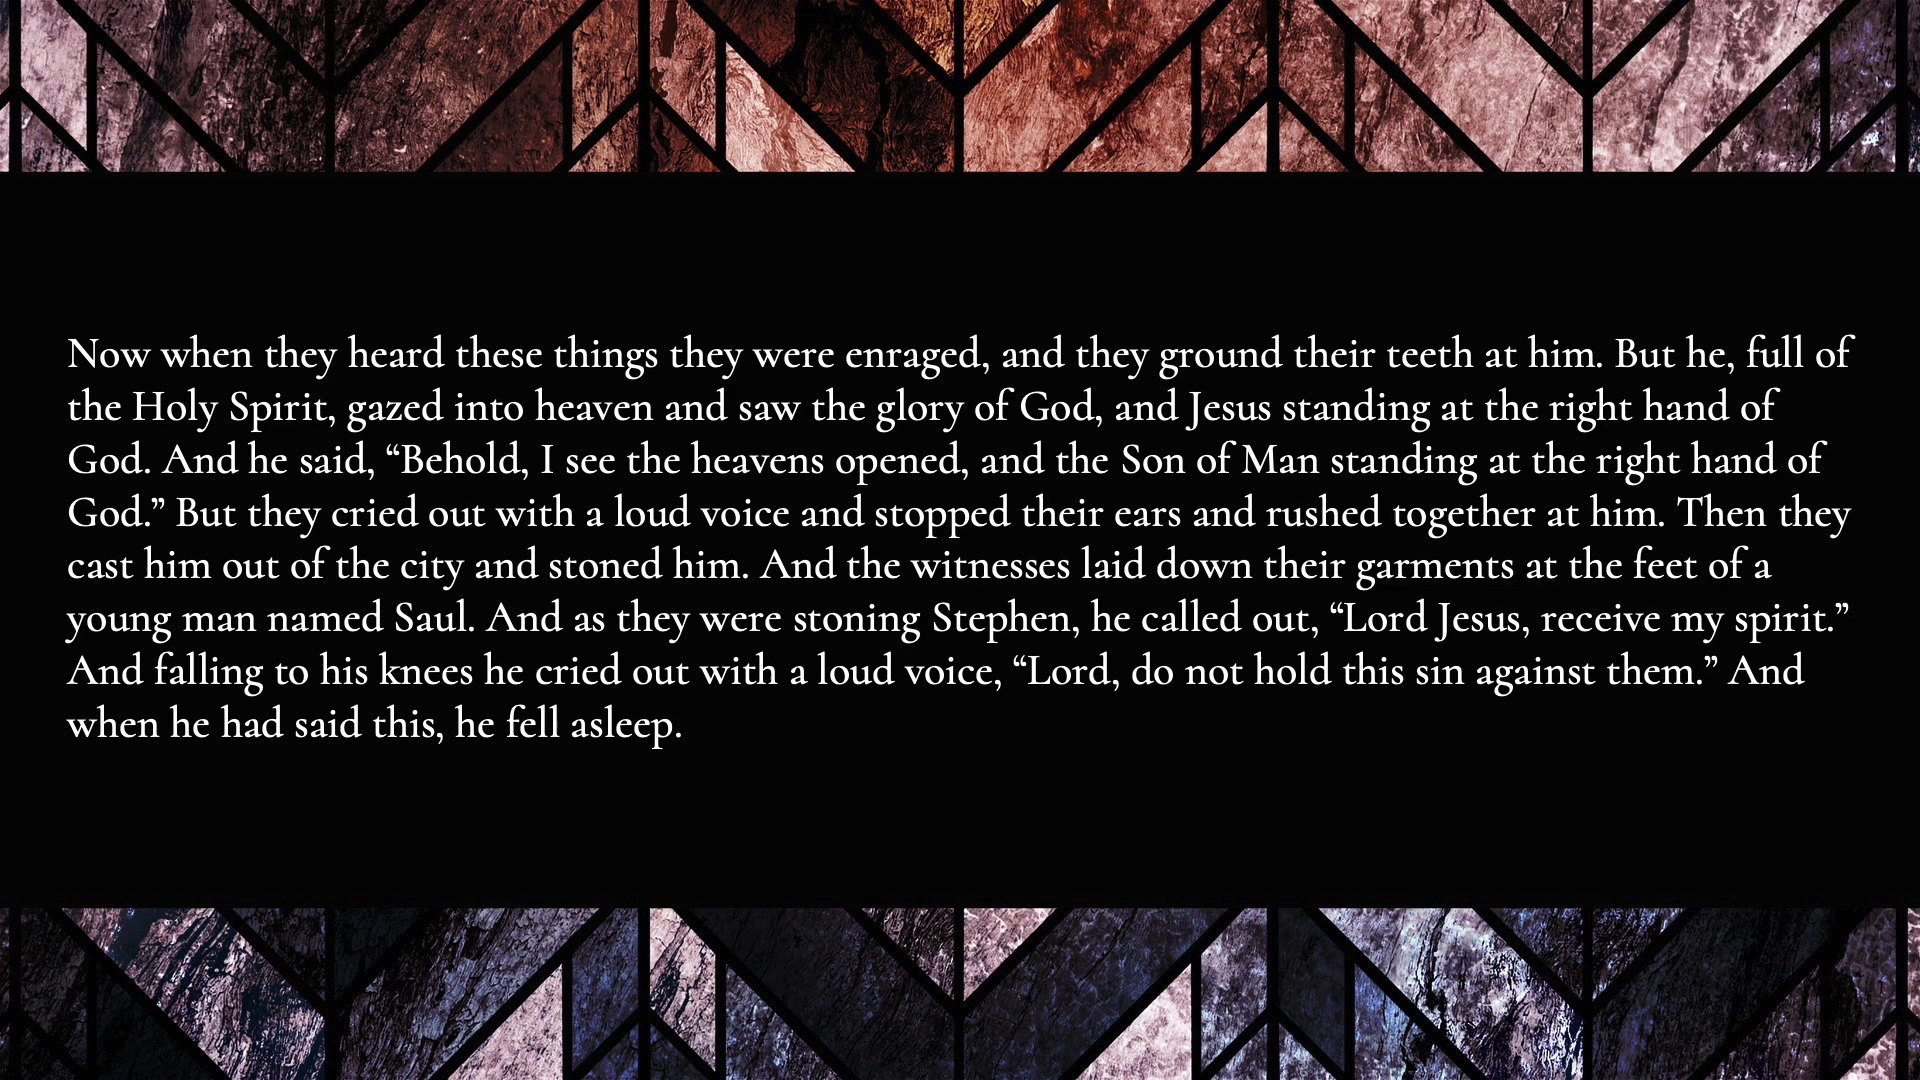 Now when they heard these things they were enraged, and they ground their teeth at him. But he, full of
the Holy Spirit, gazed into heaven and saw the glory of God, and Jesus standing at the right hand of
God. And he said, “Behold, I see the heavens opened, and the Son of Man standing at the right hand of
God.” But they cried out with a loud voice and stopped their ears and rushed together at him. Then they
cast him out of the city and stoned him. And the witnesses laid down their garments at the feet of a
young man named Saul. And as they were stoning Stephen, he called out, “Lord Jesus, receive my spirit.”
And falling to his knees he cried out with a loud voice, “Lord, do not hold this sin against them.” And
when he had said this, he fell asleep.